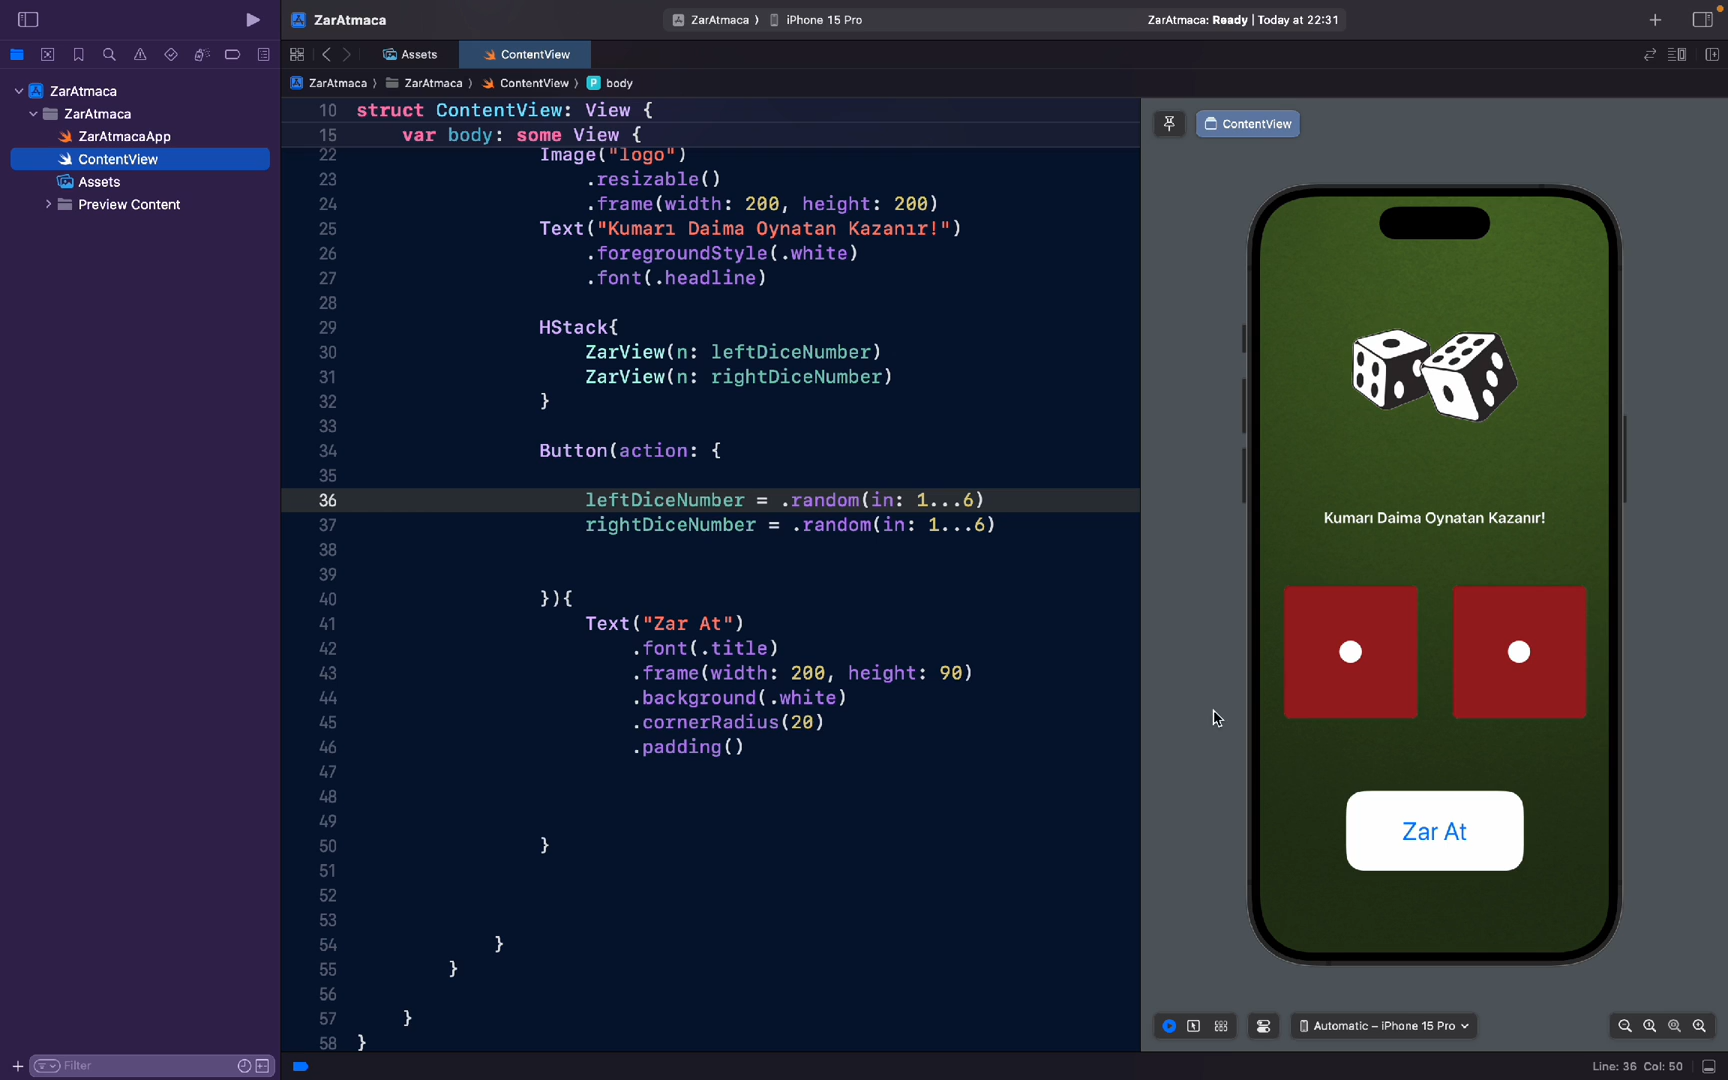 ZarAtmaca
ZarAtmaca ⟩ iPhone 15 Pro
ZarAtmaca: Ready | Today at 22:31
Assets
ContentView
ZarAtmaca ⟩ ZarAtmaca ⟩ ContentView ⟩ P body
ZarAtmaca
ZarAtmaca
ZarAtmacaApp
ContentView
Assets
Preview Content
Filter
10 struct ContentView: View {
15 var body: some View {
22 Image("logo")
23 .resizable()
24 .frame(width: 200, height: 200)
25 Text("Kumarı Daima Oynatan Kazanır!")
26 .foregroundStyle(.white)
27 .font(.headline)
28
29 HStack{
30 ZarView(n: leftDiceNumber)
31 ZarView(n: rightDiceNumber)
32 }
33
34 Button(action: {
35
36 leftDiceNumber = .random(in: 1...6)
37 rightDiceNumber = .random(in: 1...6)
38
39
40 }){
41 Text("Zar At")
42 .font(.title)
43 .frame(width: 200, height: 90)
44 .background(.white)
45 .cornerRadius(20)
46 .padding()
47
48
49
50 }
51
52
53
54 }
55 }
56
57 }
58 }
ContentView
Kumarı Daima Oynatan Kazanır!
Zar At
Automatic – iPhone 15 Pro
Line: 36 Col: 50